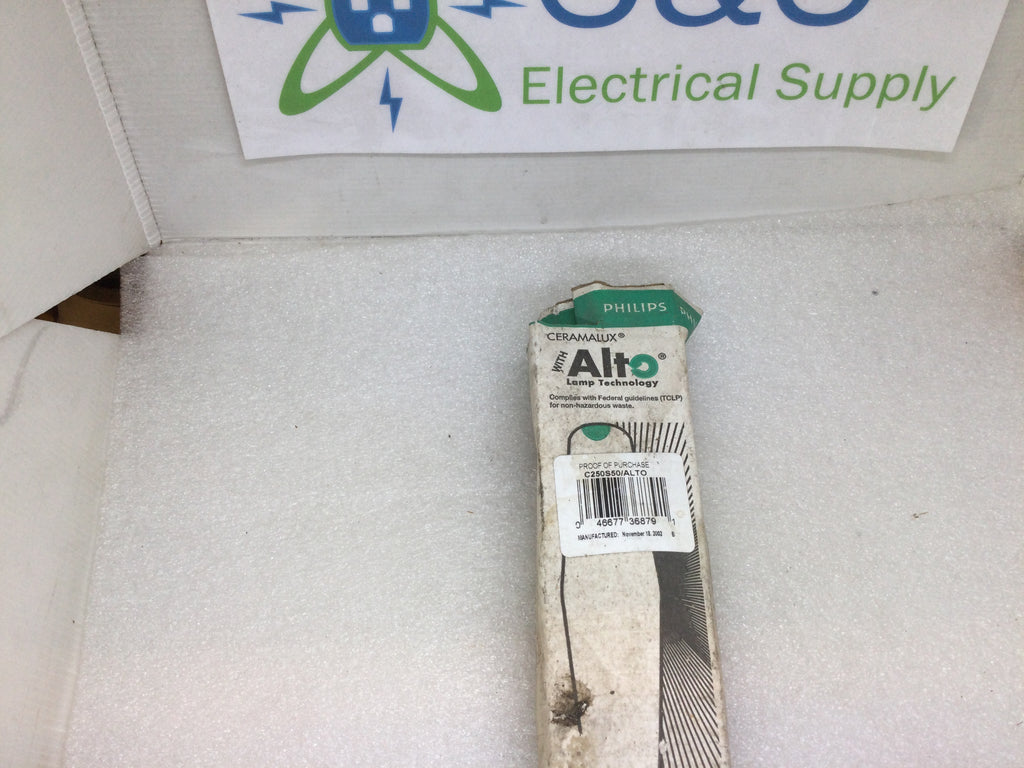 Electrical Supply
PHILIPS
CERAMALUX®
WITH Alto®
Lamp Technology
Complies with Federal guidelines (TCLP)
for non-hazardous waste.
PROOF OF PURCHASE
C250S50/ALTO
0 46677 36879 1
MANUFACTURED: November 18, 2002